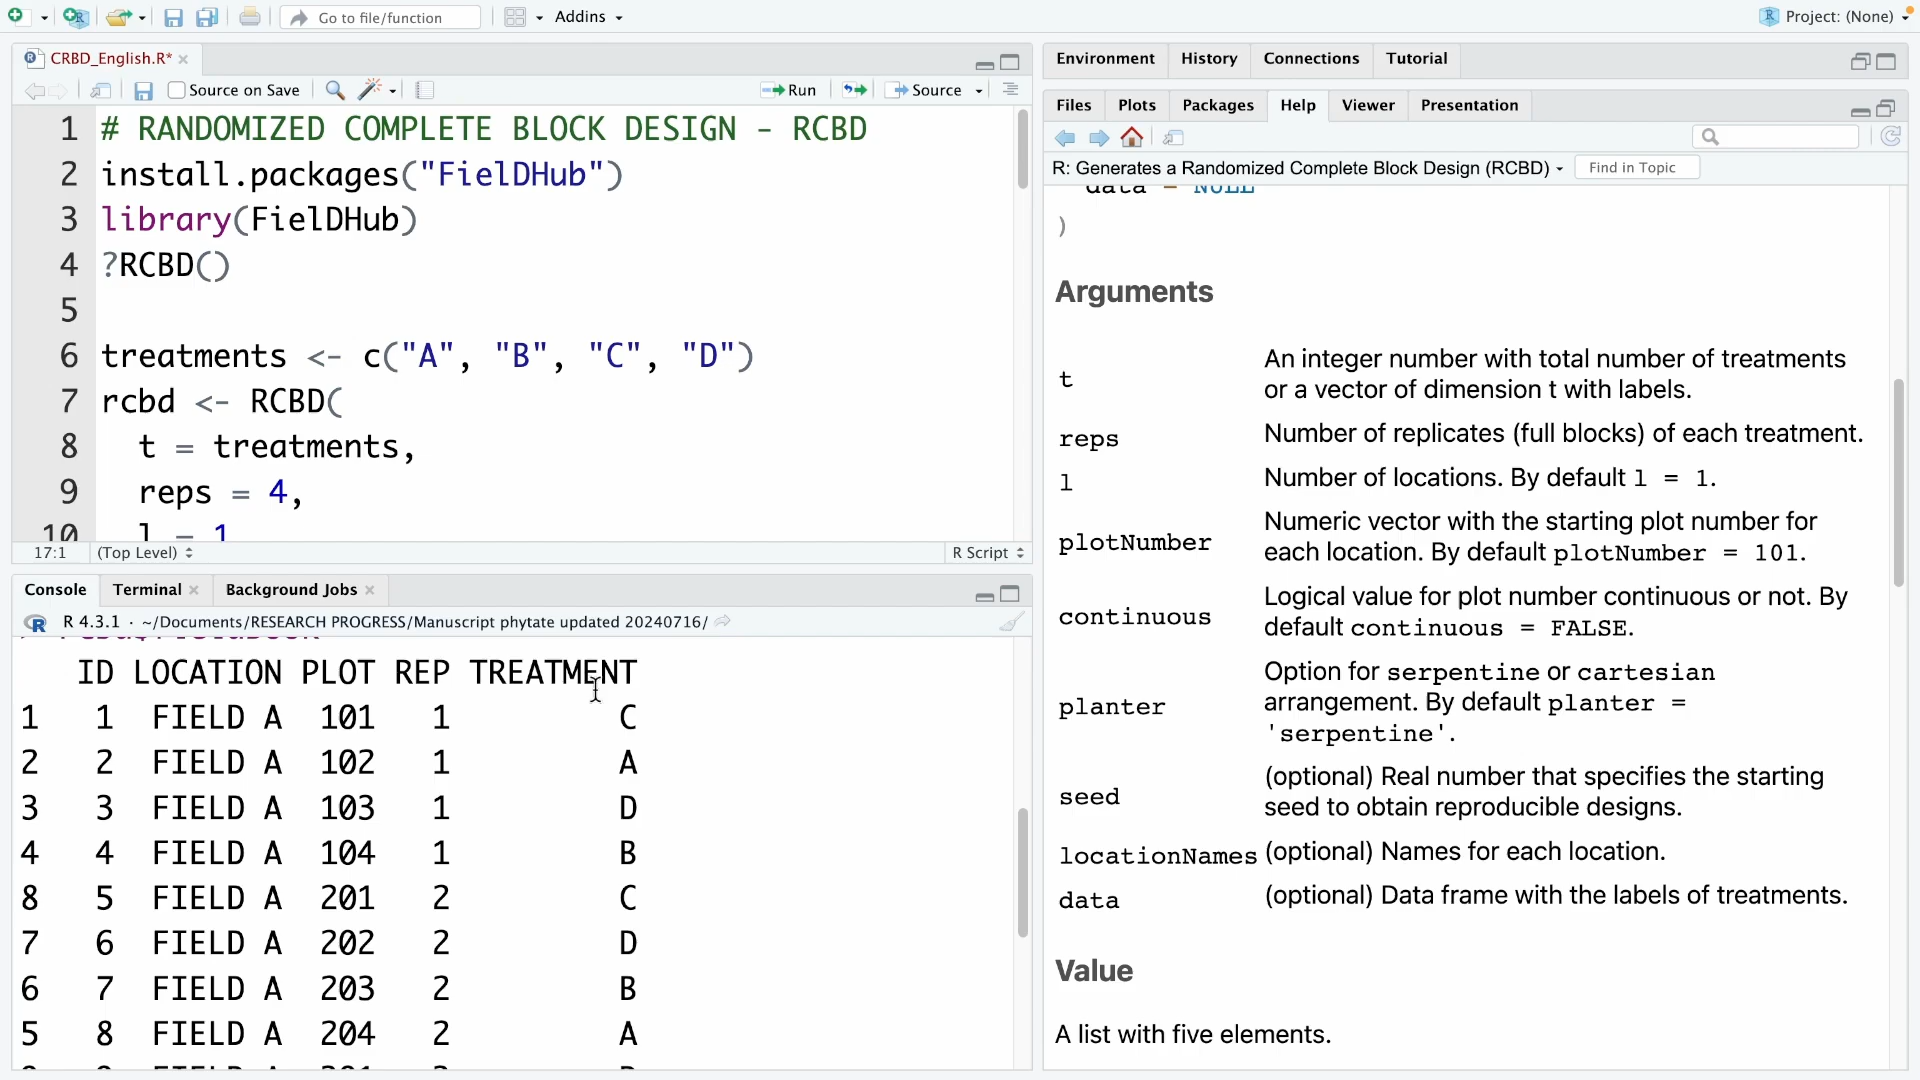 Go to file/function
Addins
Project: (None)
CRBD_English.R*
Source on Save
Run
Source
1 # RANDOMIZED COMPLETE BLOCK DESIGN - RCBD
2 install.packages("FielDHub")
3 library(FielDHub)
4 ?RCBD()
5
6 treatments <- c("A", "B", "C", "D")
7 rcbd <- RCBD(
8 t = treatments,
9 reps = 4,
10 l = 1
17:1 (Top Level) R Script
Console Terminal Background Jobs
R 4.3.1 · ~/Documents/RESEARCH PROGRESS/Manuscript phytate updated 20240716/
ID LOCATION PLOT REP TREATMENT
1 1 FIELD A 101 1 C
2 2 FIELD A 102 1 A
3 3 FIELD A 103 1 D
4 4 FIELD A 104 1 B
8 5 FIELD A 201 2 C
7 6 FIELD A 202 2 D
6 7 FIELD A 203 2 B
5 8 FIELD A 204 2 A
Environment History Connections Tutorial
Files Plots Packages Help Viewer Presentation
R: Generates a Randomized Complete Block Design (RCBD)
Find in Topic
data = NULL
)
Arguments
t An integer number with total number of treatments
or a vector of dimension t with labels.
reps Number of replicates (full blocks) of each treatment.
l Number of locations. By default l = 1.
plotNumber Numeric vector with the starting plot number for
each location. By default plotNumber = 101.
continuous Logical value for plot number continuous or not. By
default continuous = FALSE.
planter Option for serpentine or cartesian
arrangement. By default planter =
'serpentine'.
seed (optional) Real number that specifies the starting
seed to obtain reproducible designs.
locationNames (optional) Names for each location.
data (optional) Data frame with the labels of treatments.
Value
A list with five elements.